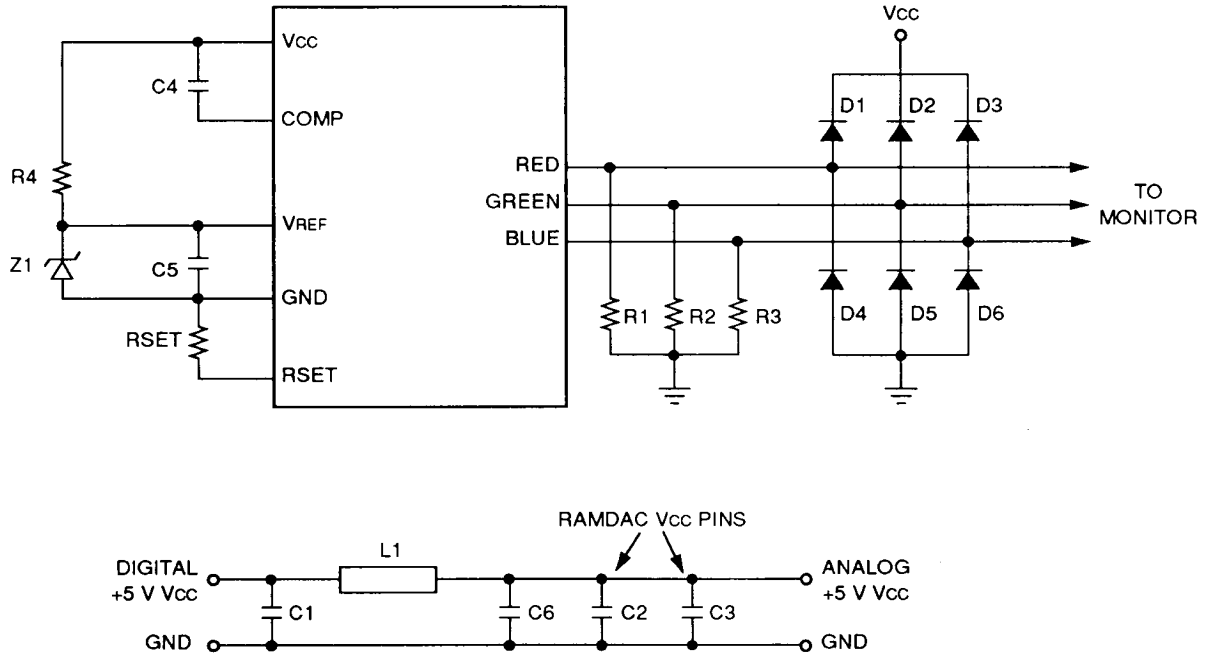 Vcc
Vcc
C4
COMP
D1
D2
D3
RED
R4
GREEN
TO
MONITOR
VREF
BLUE
Z1
C5
GND
R1
R2
R3
D4
D5
D6
RSET
RSET
RAMDAC Vcc PINS
L1
DIGITAL
+5 V Vcc
ANALOG
+5 V Vcc
C1
C6
C2
C3
GND
GND